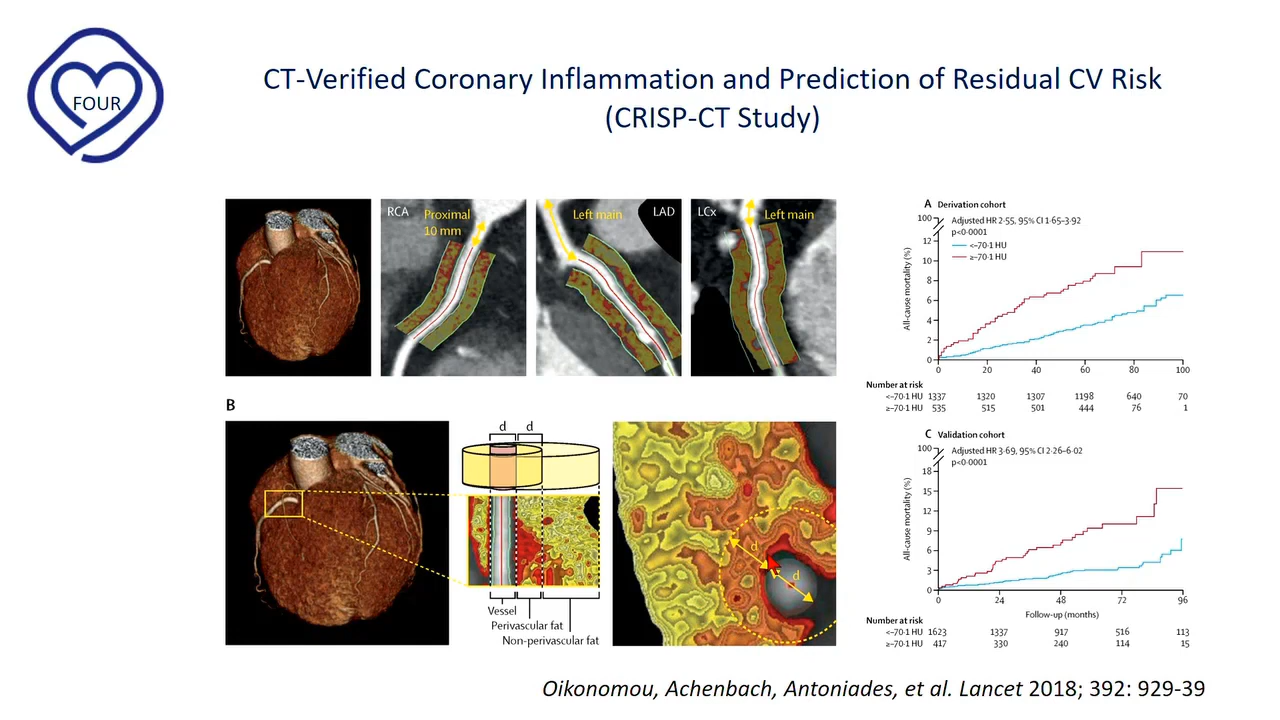 FOUR
CT-Verified Coronary Inflammation and Prediction of Residual CV Risk
(CRISP-CT Study)
RCA
Proximal
10 mm
Left main
LAD
LCx
Left main
A Derivation cohort
Adjusted HR 2·55, 95% CI 1·65–3·92
p<0·0001
<–70·1 HU
≥–70·1 HU
All-cause mortality (%)
100
12
10
8
6
4
2
0
0 20 40 60 80 100
Number at risk
<–70·1 HU 1337 1320 1307 1198 640 70
≥–70·1 HU 535 515 501 444 76 1
B
d d
Vessel
Perivascular fat
Non-perivascular fat
d
d
C Validation cohort
Adjusted HR 3·69, 95% CI 2·26–6·02
p<0·0001
All-cause mortality (%)
100
18
15
12
9
6
3
0
0 24 48 72 96
Follow-up (months)
Number at risk
<–70·1 HU 1623 1337 917 516 113
≥–70·1 HU 417 330 240 114 15
Oikonomou, Achenbach, Antoniades, et al. Lancet 2018; 392: 929-39